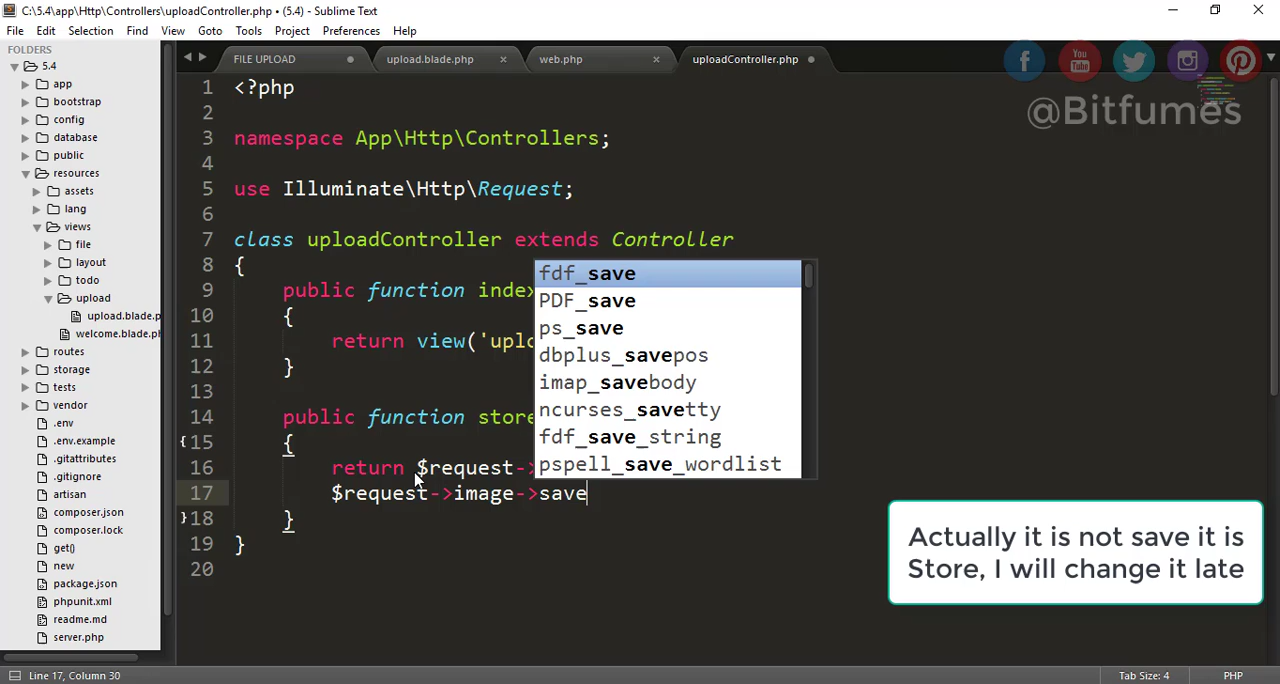 C:\5.4\app\Http\Controllers\uploadController.php • (5.4) - Sublime Text
File Edit Selection Find View Goto Tools Project Preferences Help
FOLDERS
5.4
app
bootstrap
config
database
public
resources
assets
lang
views
file
layout
todo
upload
upload.blade.p
welcome.blade.ph
routes
storage
tests
vendor
.env
.env.example
.gitattributes
.gitignore
artisan
composer.json
composer.lock
get()
new
package.json
phpunit.xml
readme.md
server.php
FILE UPLOAD upload.blade.php web.php uploadController.php
@Bitfumes
You Tube
1 <?php
2
3 namespace App\Http\Controllers;
4
5 use Illuminate\Http\Request;
6
7 class uploadController extends Controller
8 {
9 public function index
10 {
11 return view('uplo
12 }
13
14 public function store
15 {
16 return $request->
17 $request->image->save
18 }
19 }
20
fdf_save
PDF_save
ps_save
dbplus_savepos
imap_savebody
ncurses_savetty
fdf_save_string
pspell_save_wordlist
Actually it is not save it is
Store, I will change it late
Line 17, Column 30 Tab Size: 4 PHP